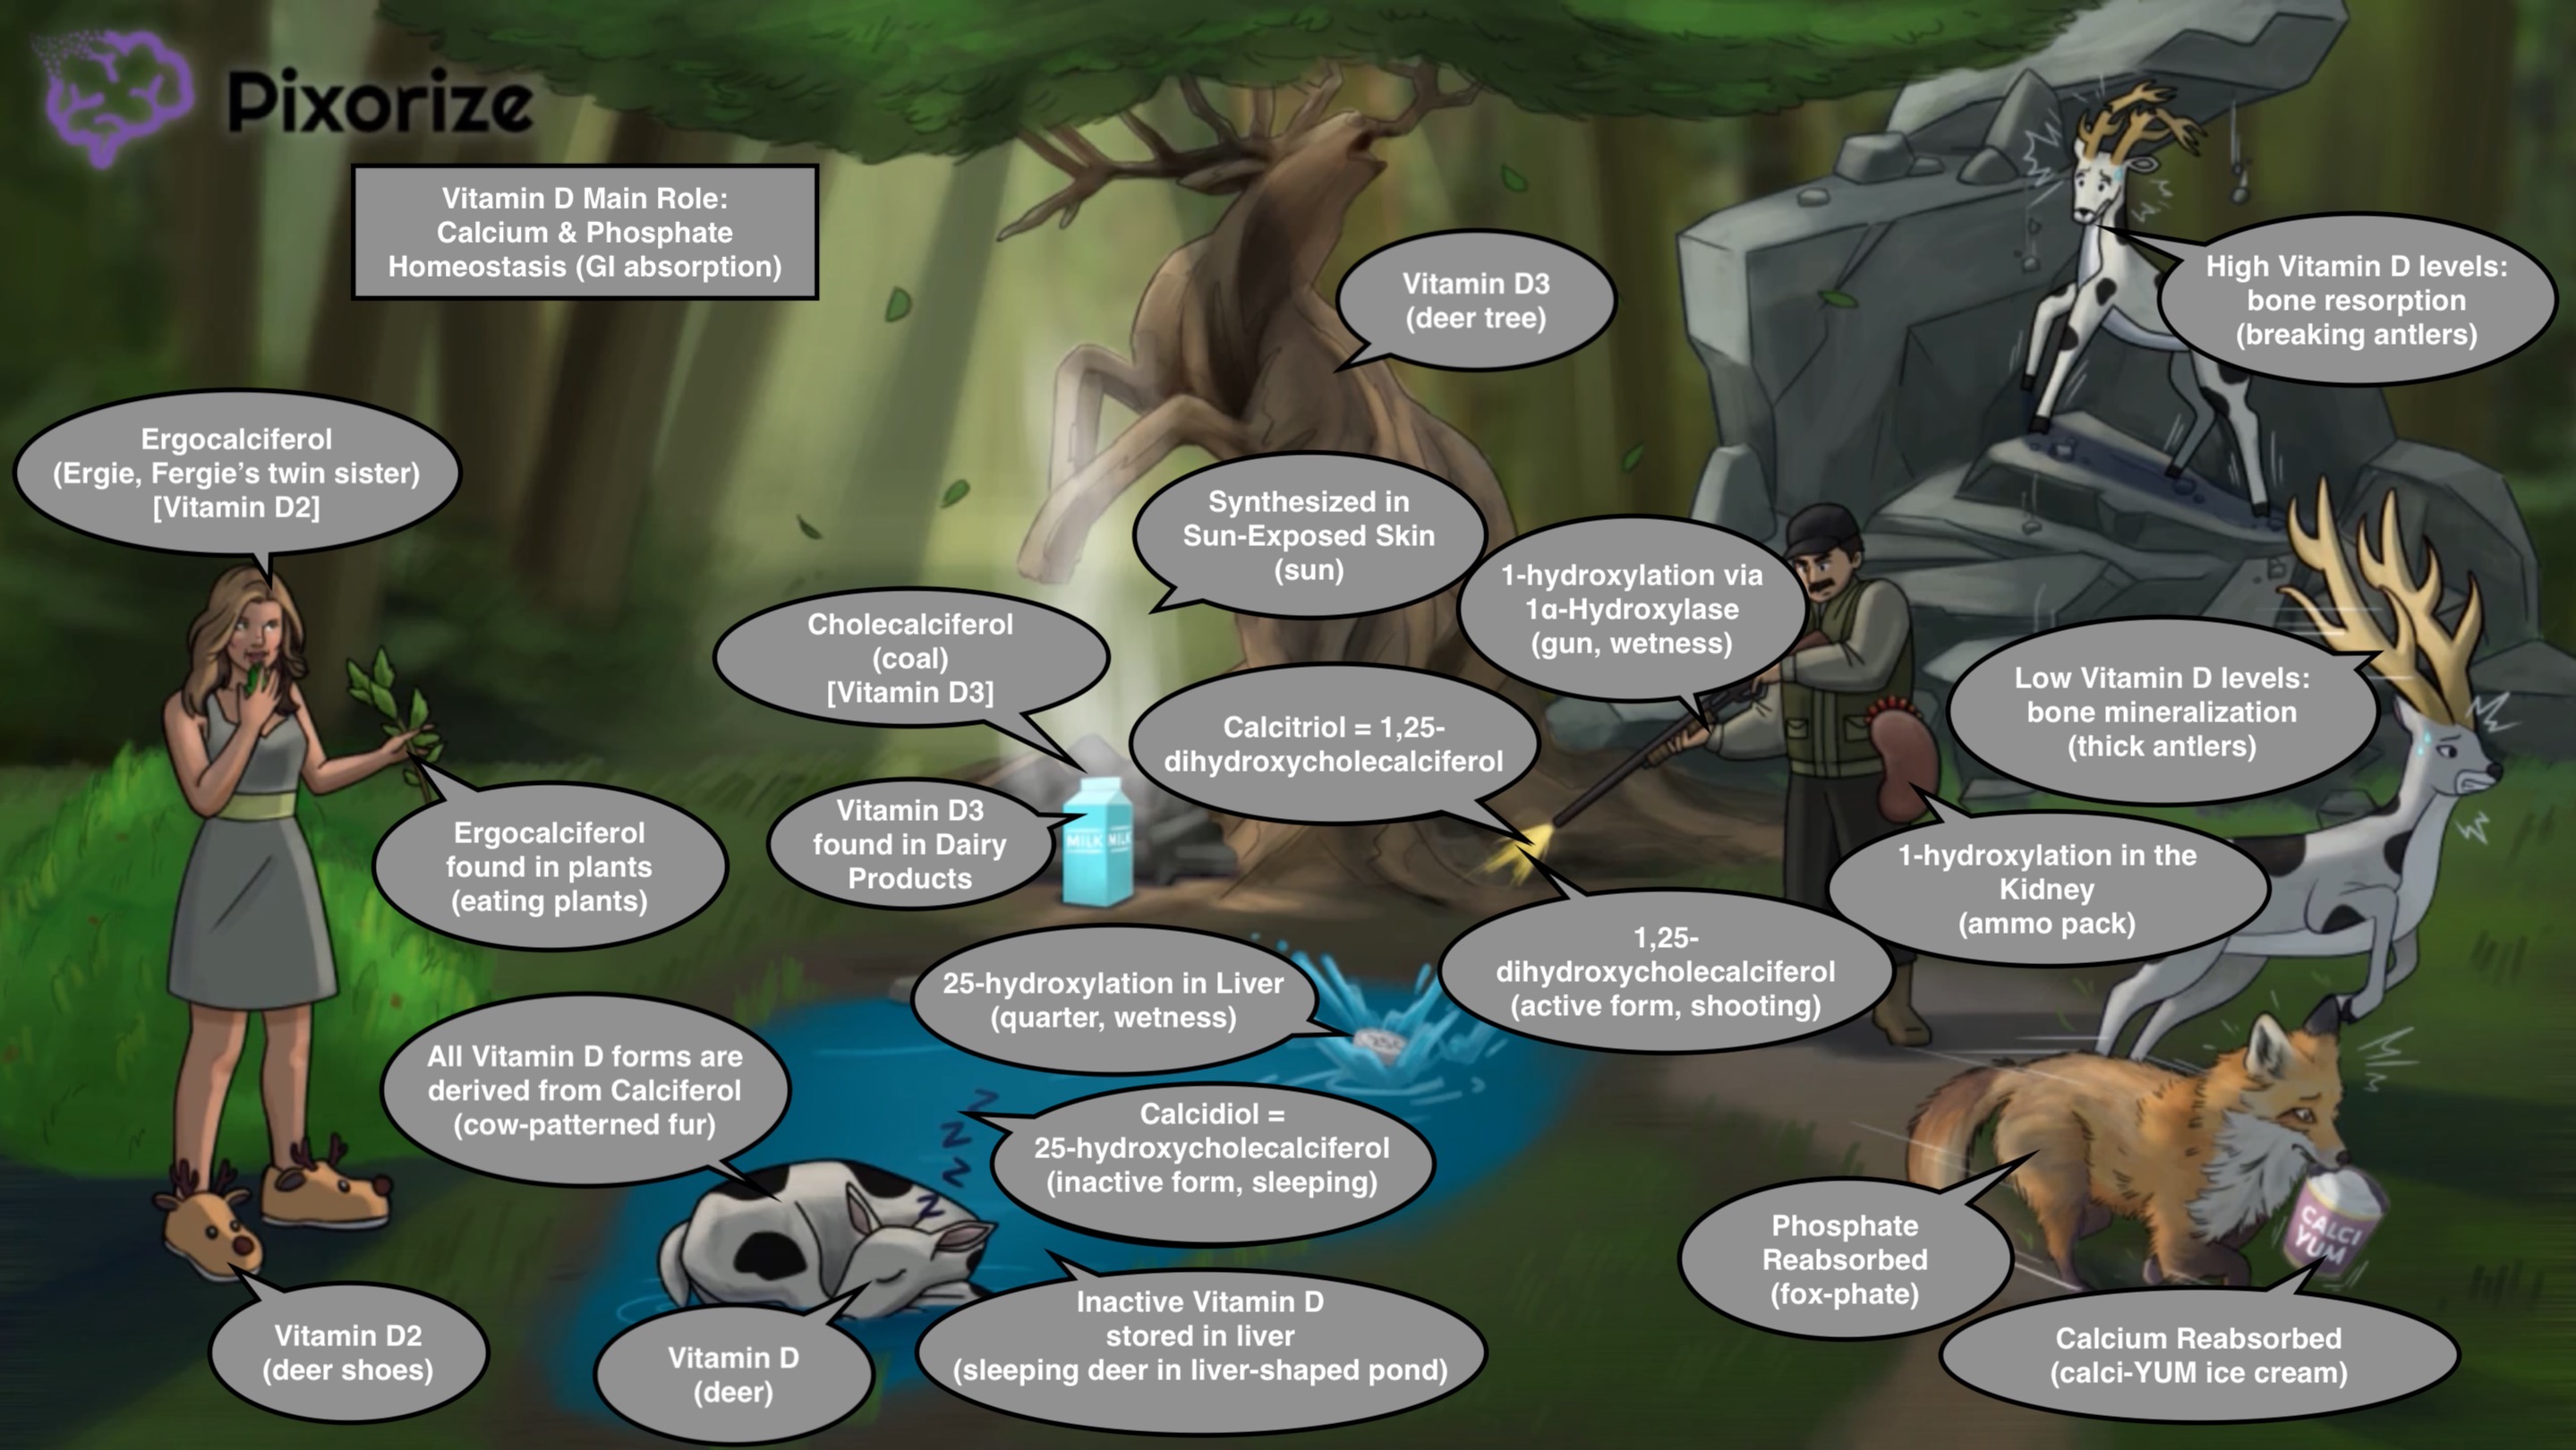 Pixorize
Vitamin D Main Role:
Calcium & Phosphate
Homeostasis (GI absorption)
Vitamin D3
(deer tree)
High Vitamin D levels:
bone resorption
(breaking antlers)
Ergocalciferol
(Ergie, Fergie's twin sister)
[Vitamin D2]
Synthesized in
Sun-Exposed Skin
(sun)
1-hydroxylation via
1α-Hydroxylase
(gun, wetness)
Cholecalciferol
(coal)
[Vitamin D3]
Low Vitamin D levels:
bone mineralization
(thick antlers)
Calcitriol = 1,25-
dihydroxycholecalciferol
Vitamin D3
found in Dairy
Products
MILK MILK
Ergocalciferol
found in plants
(eating plants)
1-hydroxylation in the
Kidney
(ammo pack)
25-hydroxylation in Liver
(quarter, wetness)
25¢
1,25-
dihydroxycholecalciferol
(active form, shooting)
All Vitamin D forms are
derived from Calciferol
(cow-patterned fur)
Z
Z
Z
Z
Calcidiol =
25-hydroxycholecalciferol
(inactive form, sleeping)
Phosphate
Reabsorbed
(fox-phate)
CALCI
YUM
Vitamin D2
(deer shoes)
Vitamin D
(deer)
Inactive Vitamin D
stored in liver
(sleeping deer in liver-shaped pond)
Calcium Reabsorbed
(calci-YUM ice cream)